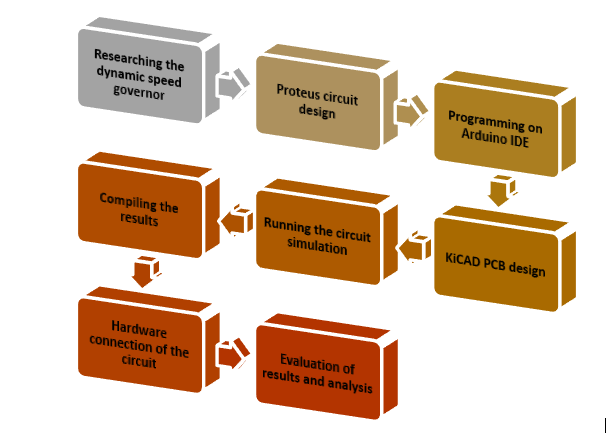 Researching the
dynamic speed
governor
Proteus circuit
design
Programming on
Arduino IDE
KiCAD PCB design
Running the circuit
simulation
Compiling the
results
Hardware
connection of the
circuit
Evaluation of
results and analysis